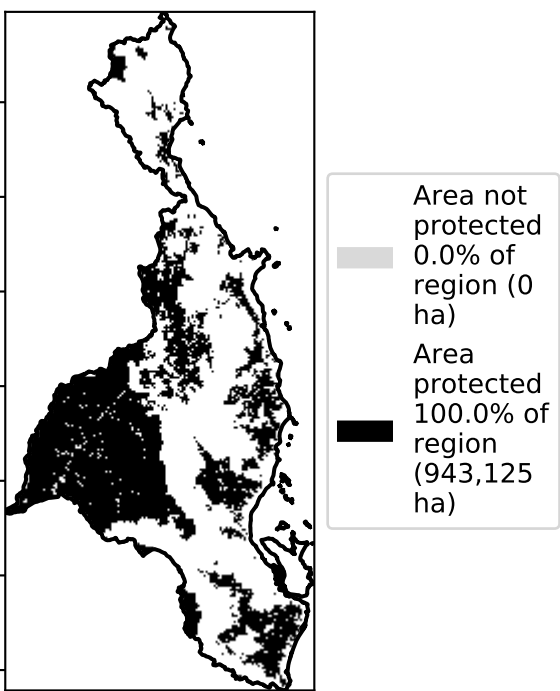 Area not
protected
0.0% of
region (0
ha)
Area
protected
100.0% of
region
(943,125
ha)